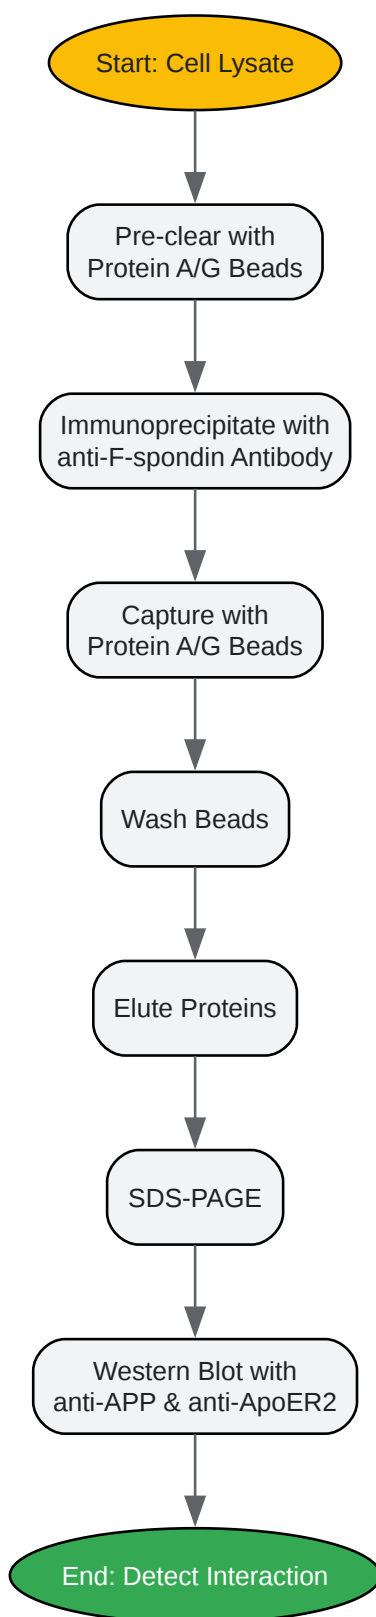 Start: Cell Lysate
Pre-clear with
Protein A/G Beads
Immunoprecipitate with
anti-F-spondin Antibody
Capture with
Protein A/G Beads
Wash Beads
Elute Proteins
SDS-PAGE
Western Blot with
anti-APP & anti-ApoER2
End: Detect Interaction